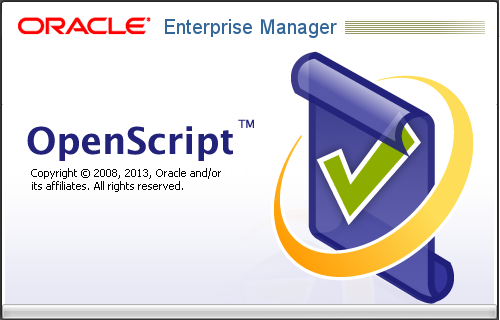 ORACLE Enterprise Manager
OpenScript™
Copyright © 2008, 2013, Oracle and/or
its affiliates. All rights reserved.